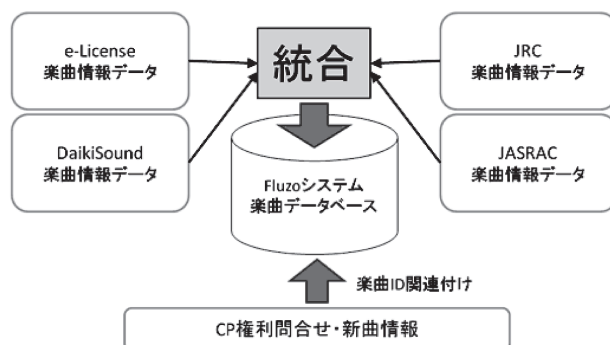 e-License
楽曲情報データ
統合
JRC
楽曲情報データ
DaikiSound
楽曲情報データ
JASRAC
楽曲情報データ
Fluzoシステム
楽曲データベース
楽曲ID関連付け
CP権利問合せ・新曲情報